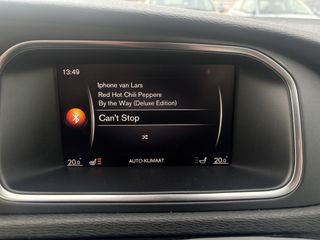 13:49
Iphone van Lars
Red Hot Chili Peppers
By the Way (Deluxe Edition)
Can't Stop
20.0° AUTO-KLIMAAT 20.0°